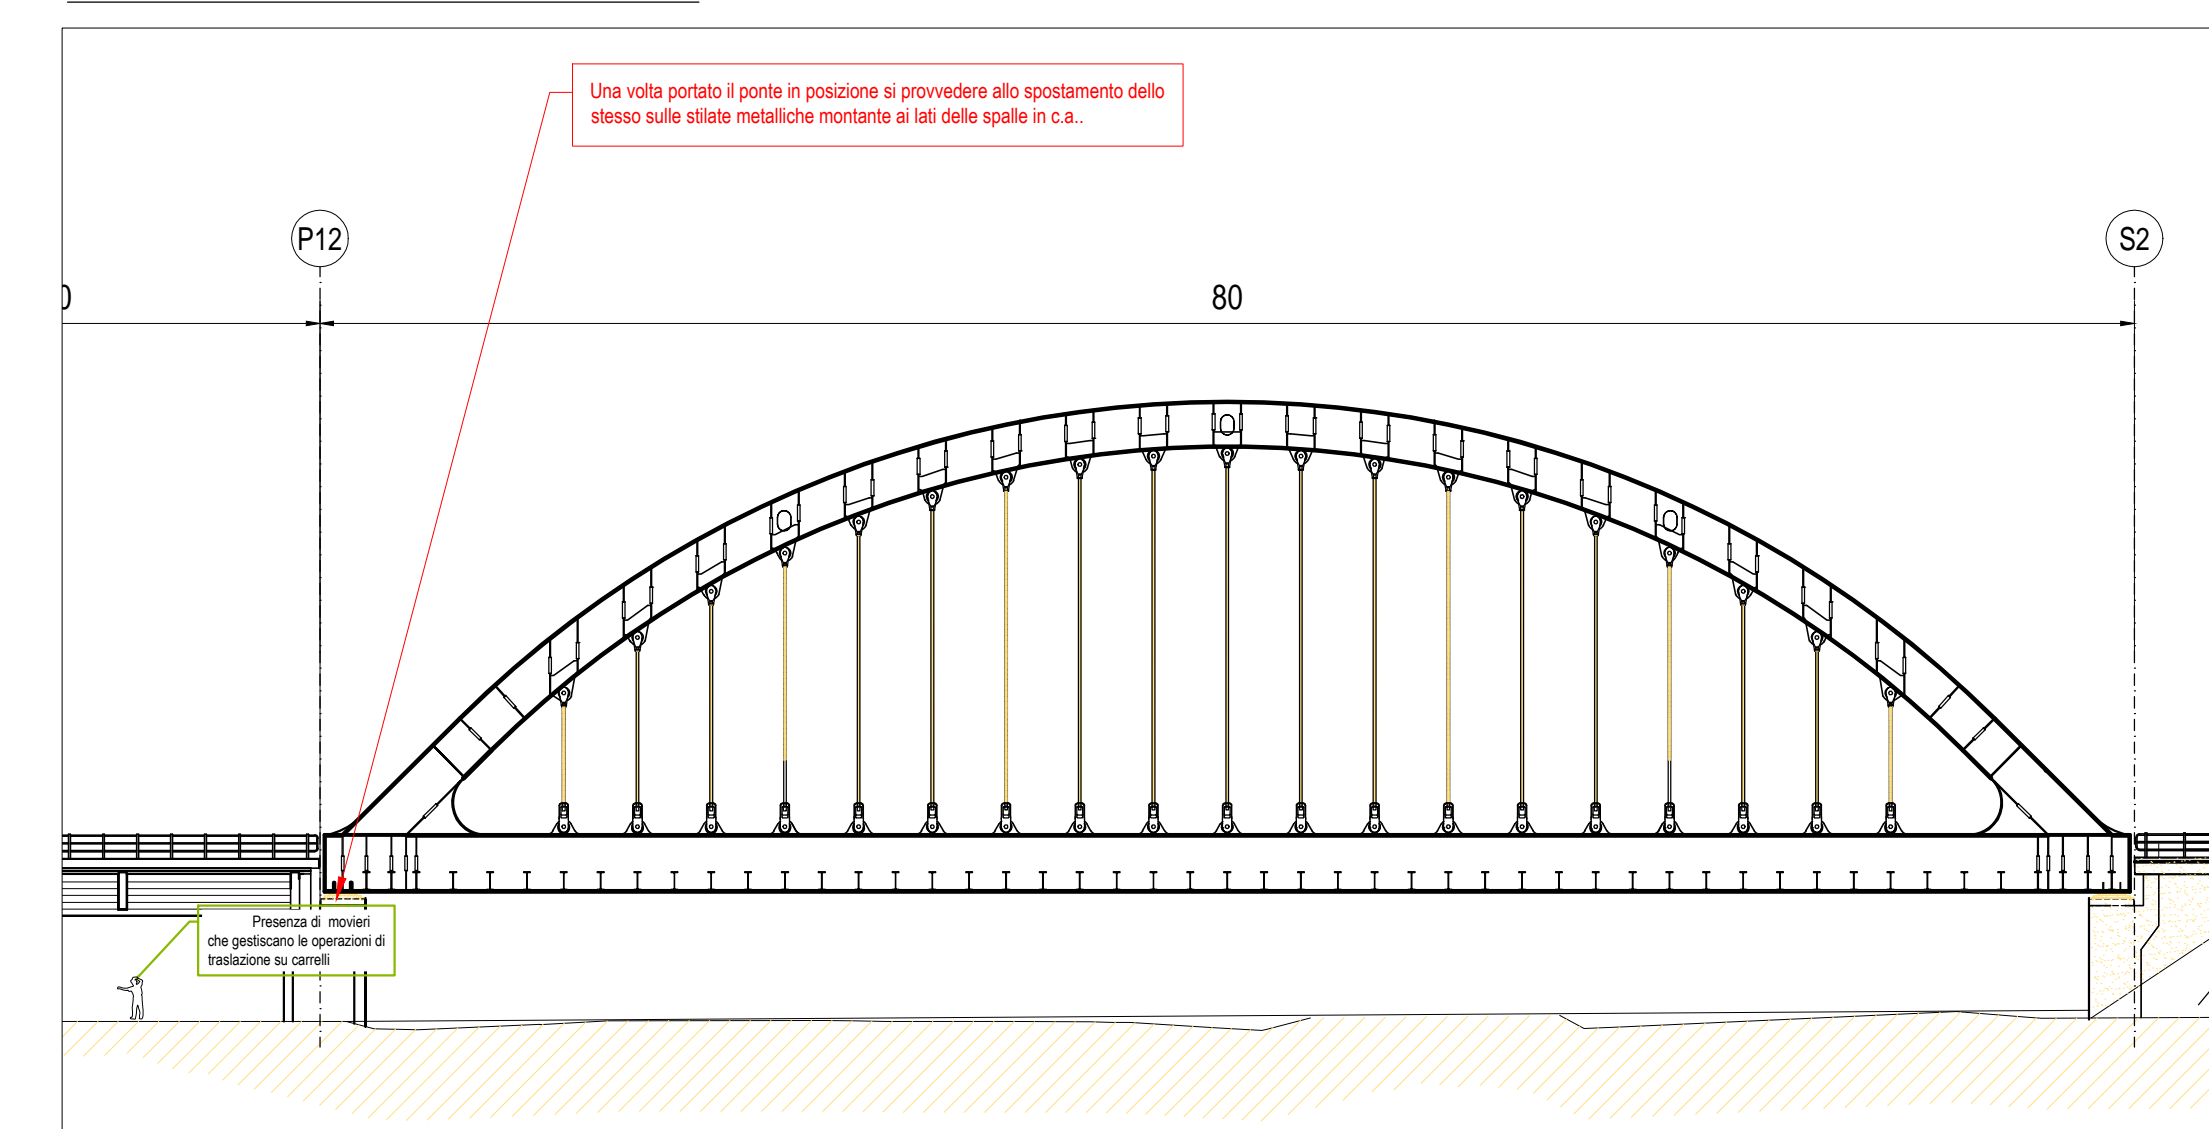 Una volta portato il ponte in posizione si provvedere allo spostamento dello
stesso sulle stilate metalliche montante ai lati delle spalle in c.a..
P12
S2
0
80
Presenza di movieri
che gestiscano le operazioni di
traslazione su carrelli